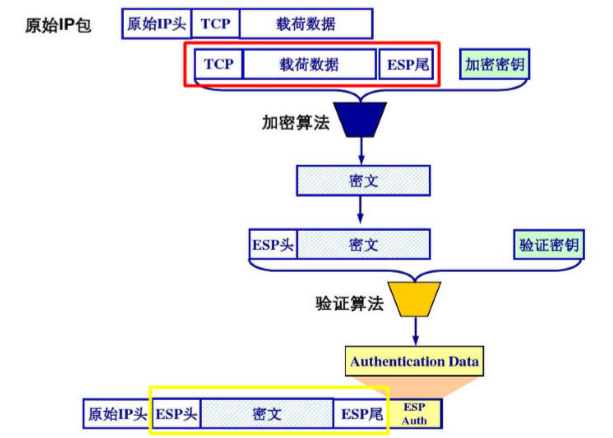 原始IP包 原始IP头 TCP 载荷数据
TCP 载荷数据 ESP尾 加密密钥
加密算法
密文
ESP头 密文 验证密钥
验证算法
Authentication Data
原始IP头 ESP头 密文 ESP尾 ESP
Auth